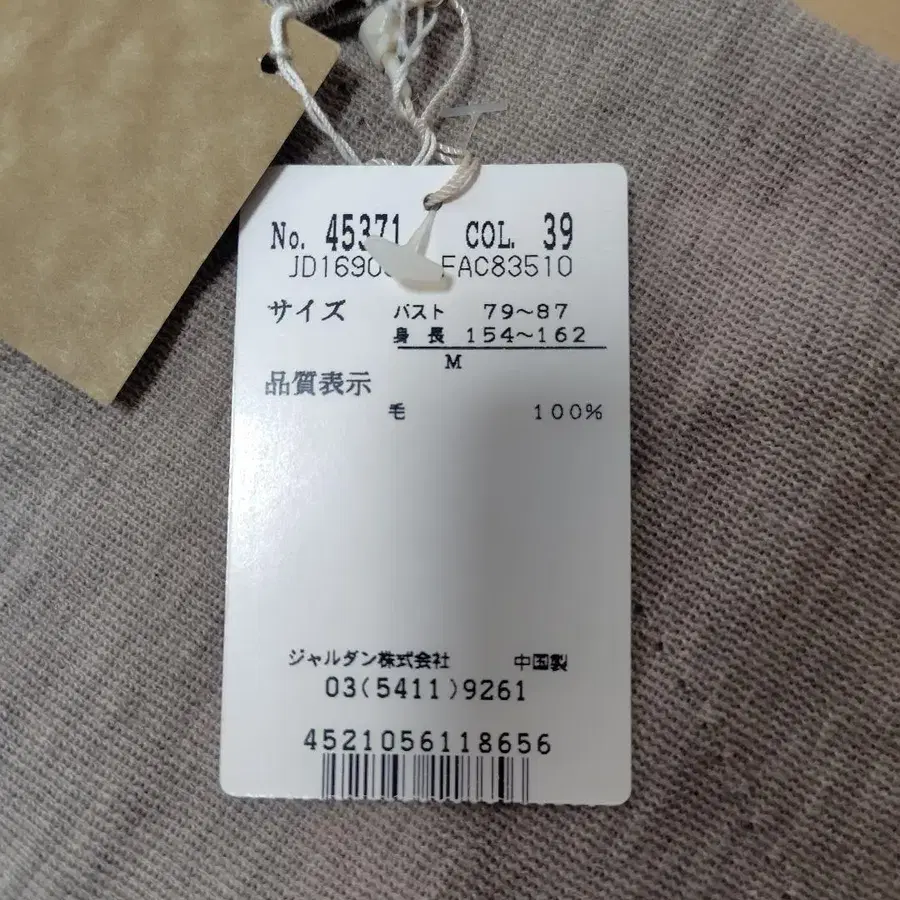 No. 45371 COL. 39
FAC83510
サイズ バスト 79~87
身長 154~162
M
品質表示
毛 100%
ジャルダン株式会社 中国製
03(5411)9261
4521056118656